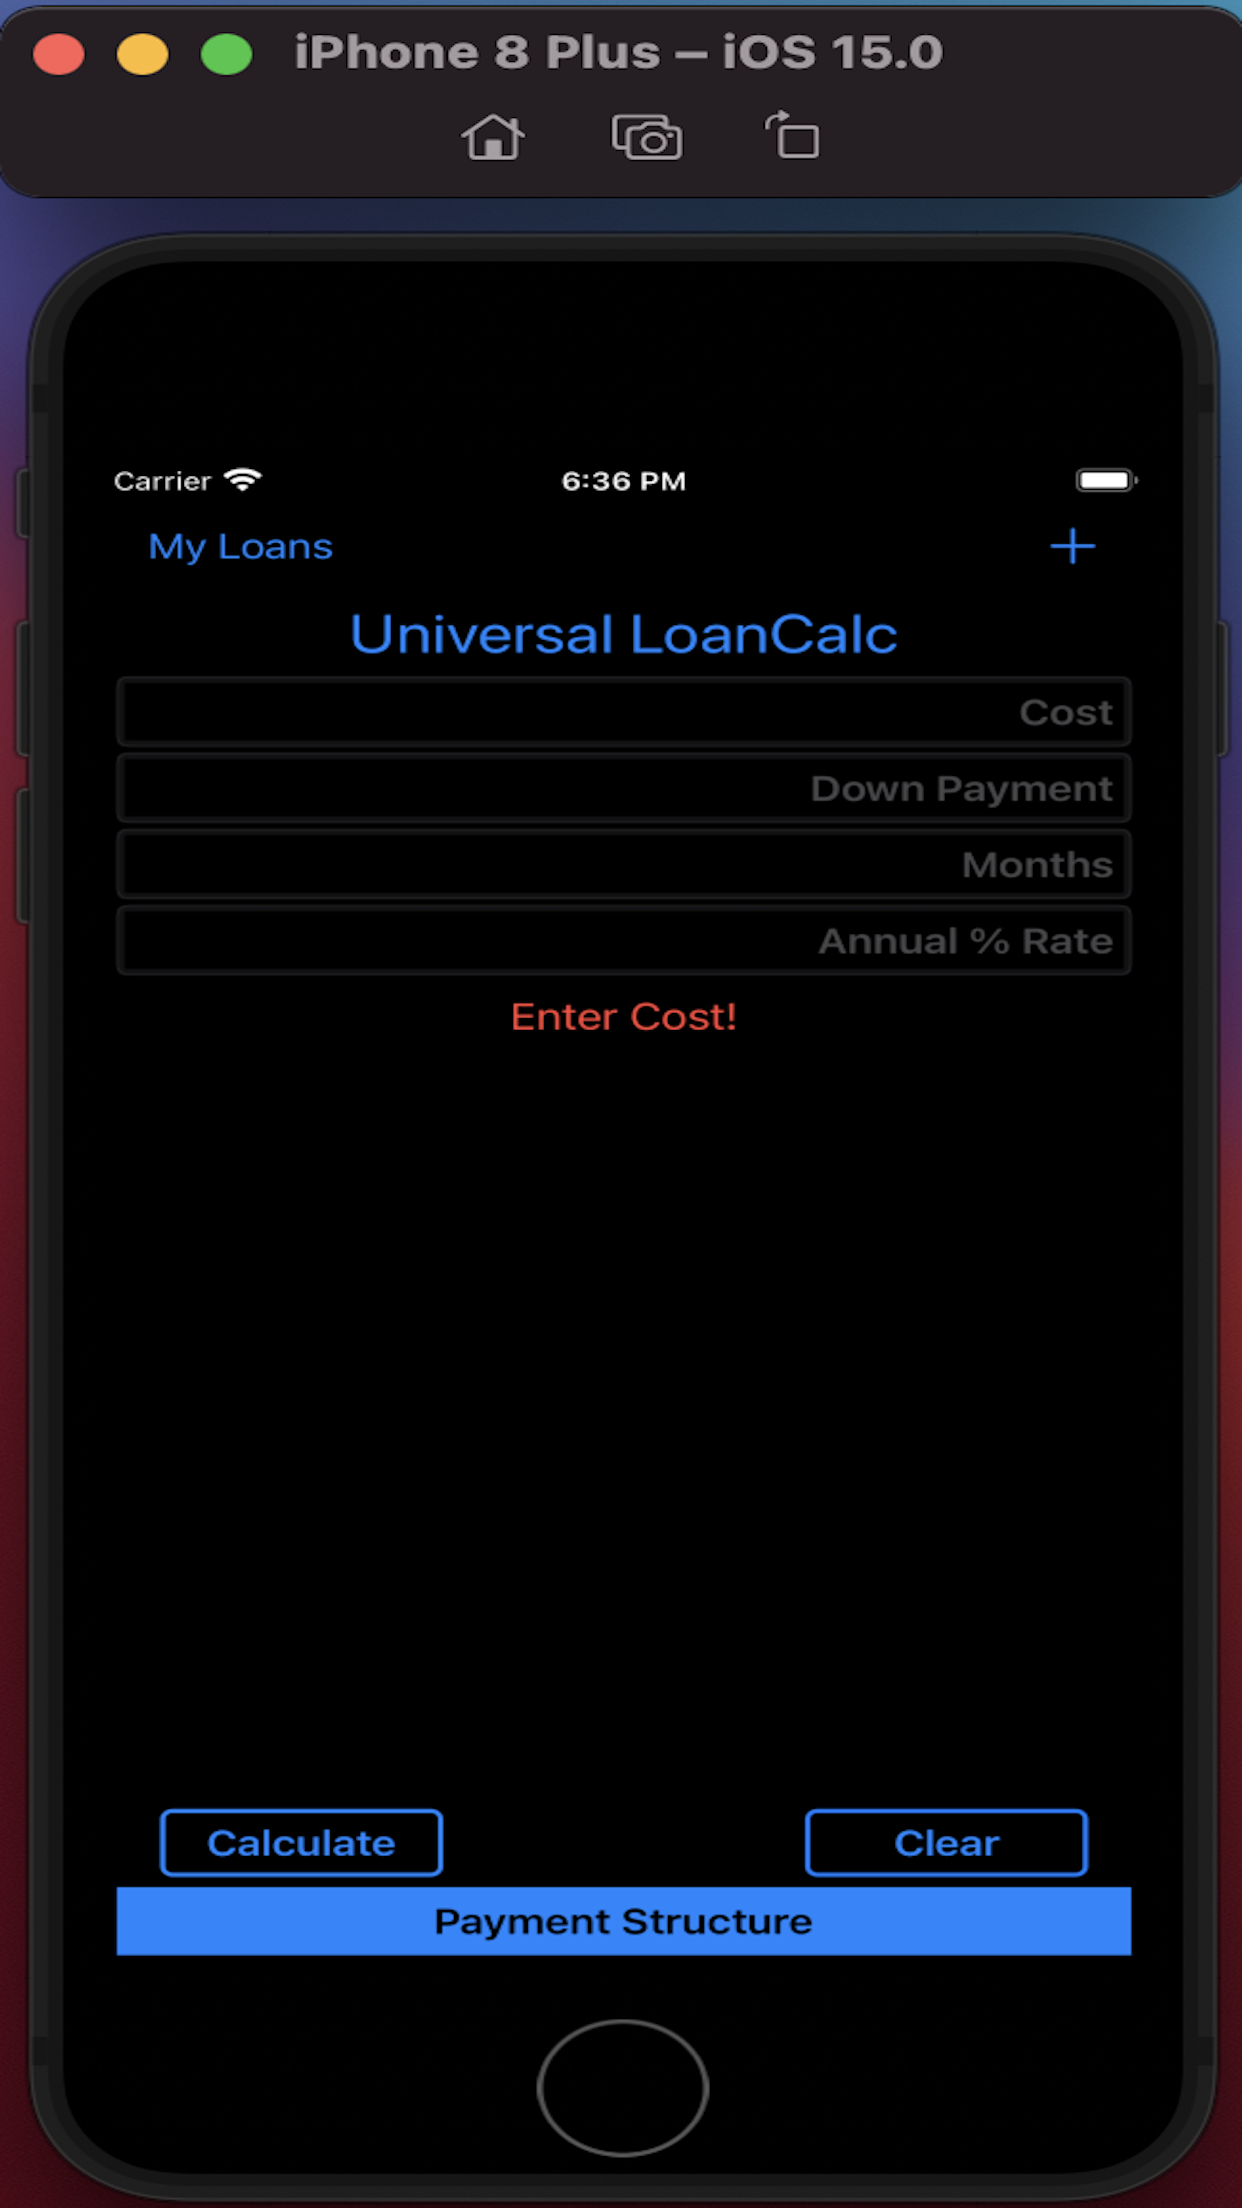 iPhone 8 Plus – iOS 15.0
Carrier 6:36 PM
My Loans +
Universal LoanCalc
Cost
Down Payment
Months
Annual % Rate
Enter Cost!
Calculate Clear
Payment Structure